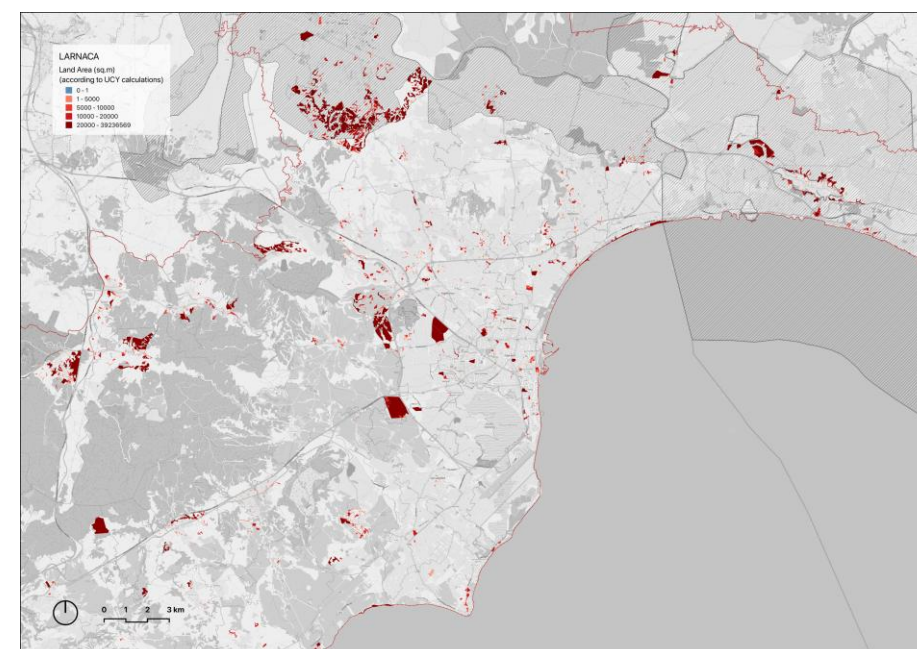 LARNACA
Land Area (sq.m)
(according to UCY calculations)
0 - 1
1 - 5000
5000 - 10000
10000 - 20000
20000 - 39236569
0 1 2 3 km